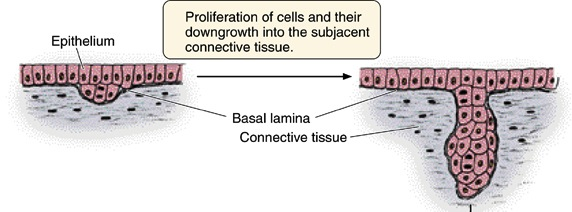 Proliferation of cells and their
downgrowth into the subjacent
connective tissue.
Epithelium
Basal lamina
Connective tissue